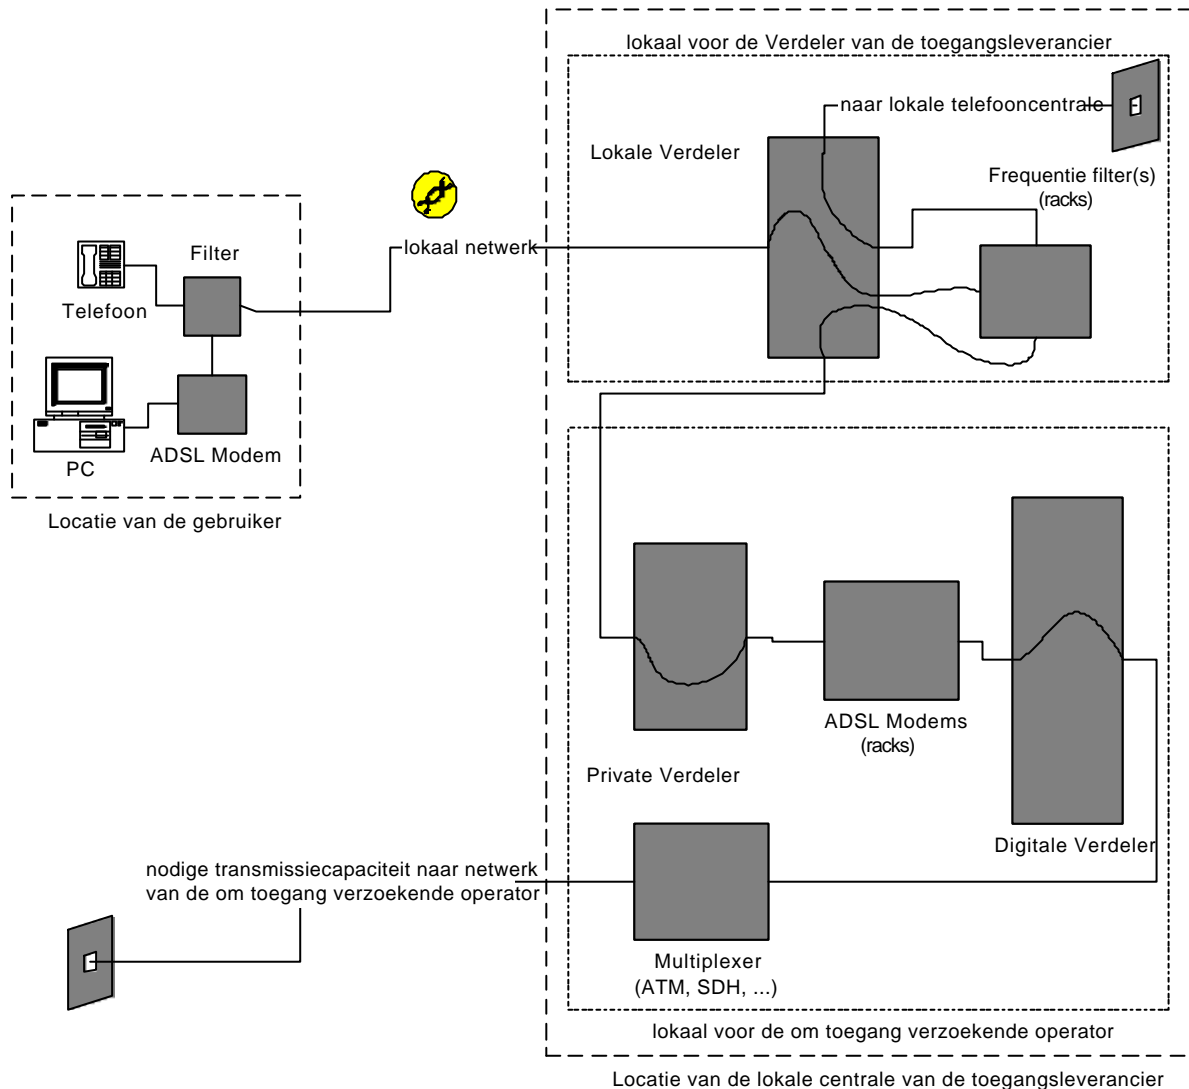 lokaal voor de Verdeler van de toegangsleverancier
naar lokale telefooncentrale
Lokale Verdeler
Frequentie filter(s)
(racks)
lokaal netwerk
Filter
Telefoon
ADSL Modem
PC
Locatie van de gebruiker
ADSL Modems
(racks)
Private Verdeler
Digitale Verdeler
nodige transmissiecapaciteit naar netwerk
van de om toegang verzoekende operator
Multiplexer
(ATM, SDH, ...)
lokaal voor de om toegang verzoekende operator
Locatie van de lokale centrale van de toegangsleverancier